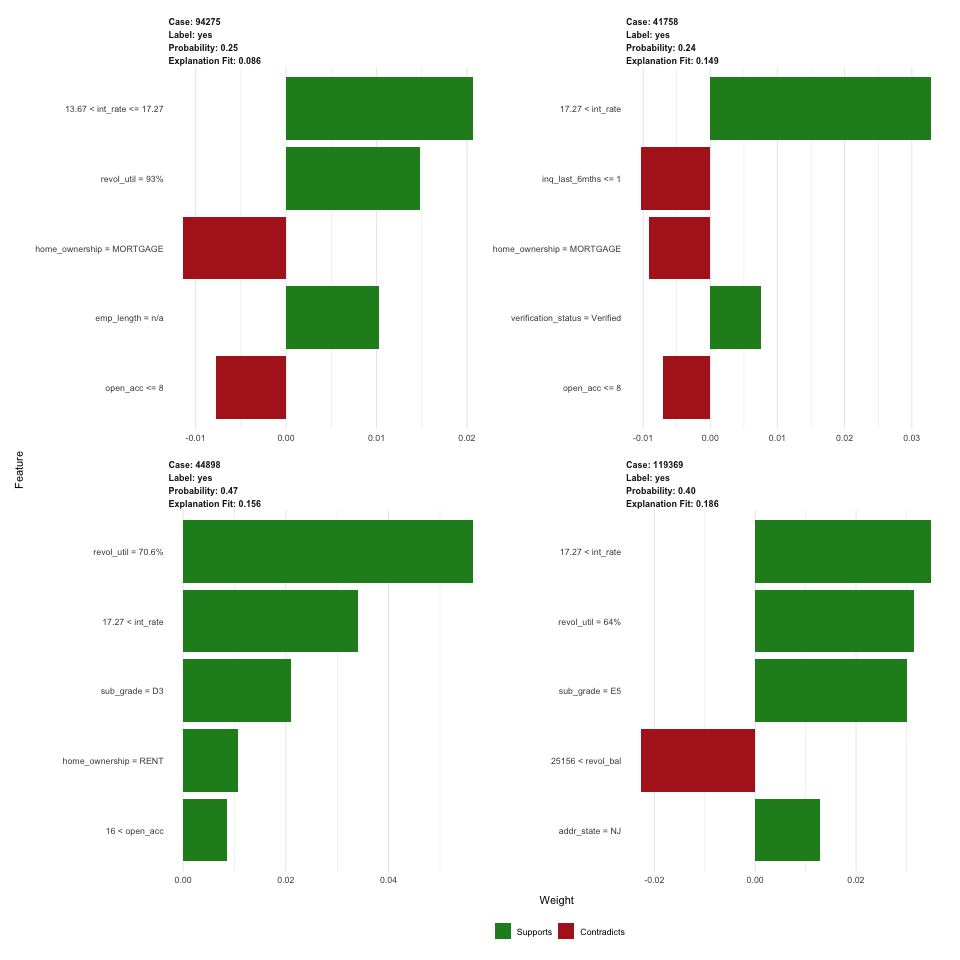 Case: 94275
Label: yes
Probability: 0.25
Explanation Fit: 0.086
13.67 < int_rate <= 17.27
revol_util = 93%
home_ownership = MORTGAGE
emp_length = n/a
open_acc <= 8
-0.01 0.00 0.01 0.02
Case: 41758
Label: yes
Probability: 0.24
Explanation Fit: 0.149
17.27 < int_rate
inq_last_6mths <= 1
home_ownership = MORTGAGE
verification_status = Verified
open_acc <= 8
-0.01 0.00 0.01 0.02 0.03
Feature
Case: 44898
Label: yes
Probability: 0.47
Explanation Fit: 0.156
revol_util = 70.6%
17.27 < int_rate
sub_grade = D3
home_ownership = RENT
16 < open_acc
0.00 0.02 0.04
Case: 119369
Label: yes
Probability: 0.40
Explanation Fit: 0.186
17.27 < int_rate
revol_util = 64%
sub_grade = E5
25156 < revol_bal
addr_state = NJ
-0.02 0.00 0.02
Weight
Supports Contradicts